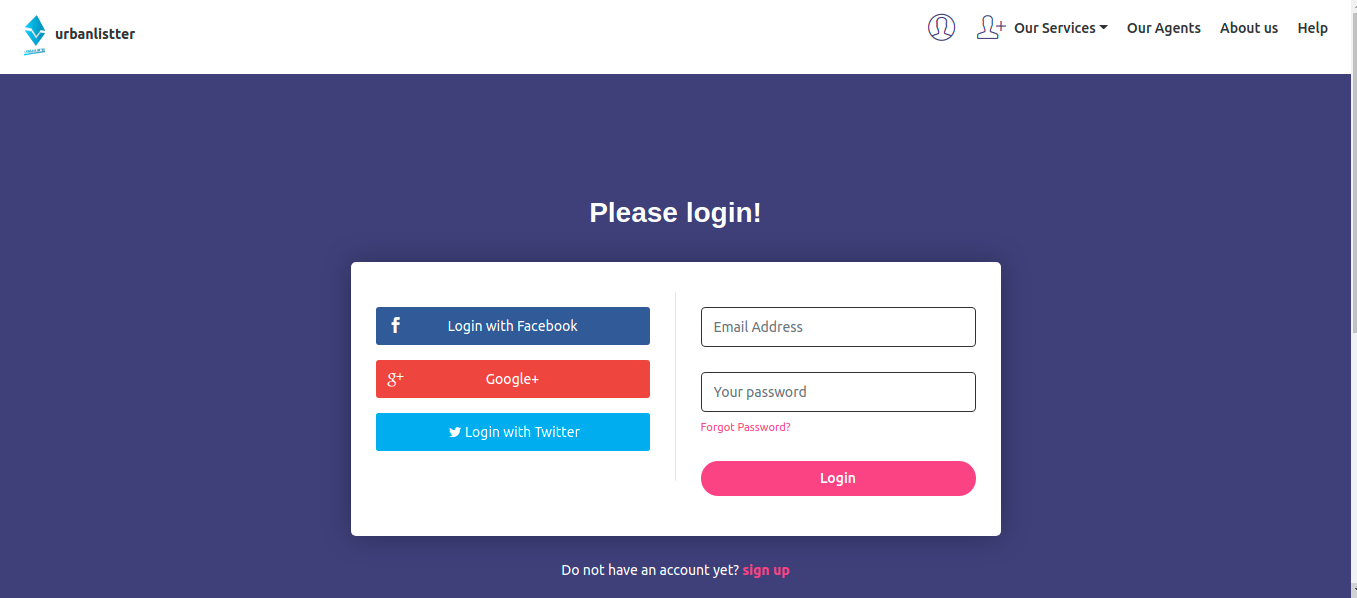 urbanlistter
Our Services
Our Agents
About us
Help
Please login!
Login with Facebook
Google+
Login with Twitter
Email Address
Your password
Forgot Password?
Login
Do not have an account yet? sign up